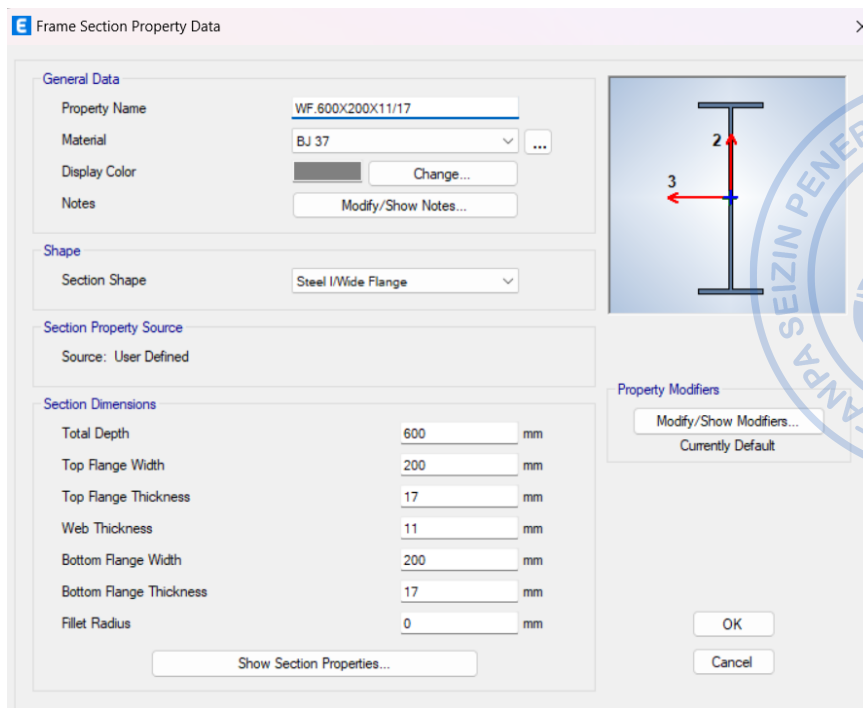 E Frame Section Property Data
General Data
Property Name WF.600X200X11/17
Material BJ 37 ...
Display Color Change...
Notes Modify/Show Notes...
Shape
Section Shape Steel I/Wide Flange
Section Property Source
Source: User Defined
Section Dimensions
Total Depth 600 mm
Top Flange Width 200 mm
Top Flange Thickness 17 mm
Web Thickness 11 mm
Bottom Flange Width 200 mm
Bottom Flange Thickness 17 mm
Fillet Radius 0 mm
Show Section Properties...
2
3
Property Modifiers
Modify/Show Modifiers...
Currently Default
OK
Cancel
TANPA SEIZIN